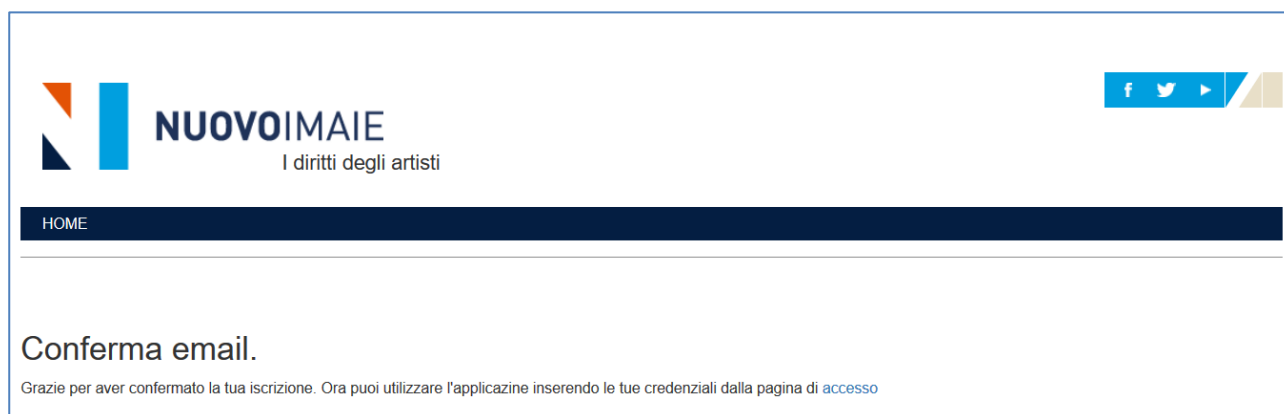 NUOVOIMAIE
I diritti degli artisti
HOME
Conferma email.
Grazie per aver confermato la tua iscrizione. Ora puoi utilizzare l'applicazine inserendo le tue credenziali dalla pagina di accesso